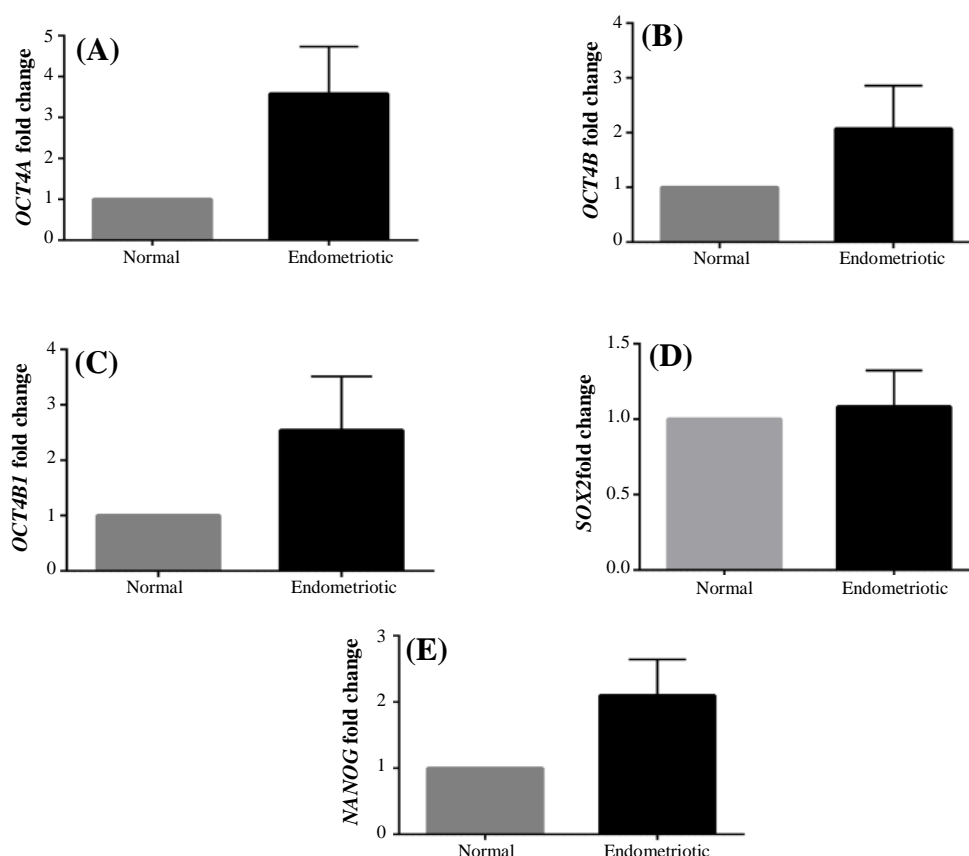 (A)
OCT4A fold change
5
4
3
2
1
0
Normal Endometriotic
(B)
OCT4B fold change
4
3
2
1
0
Normal Endometriotic
(C)
OCT4B1 fold change
4
3
2
1
0
Normal Endometriotic
(D)
SOX2fold change
1.5
1.0
0.5
0.0
Normal Endometriotic
(E)
NANOG fold change
3
2
1
0
Normal Endometriotic